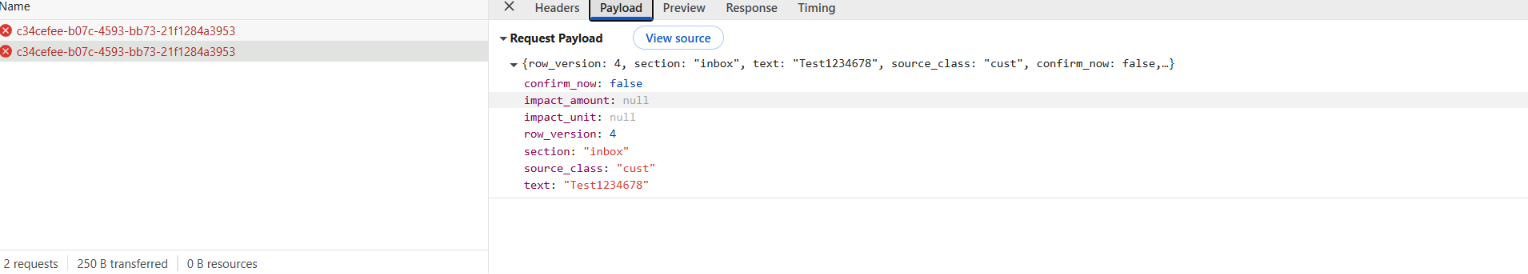 Name
c34cefee-b07c-4593-bb73-21f1284a3953
c34cefee-b07c-4593-bb73-21f1284a3953
2 requests 250 B transferred 0 B resources
Headers Payload Preview Response Timing
Request Payload View source
{row_version: 4, section: "inbox", text: "Test1234678", source_class: "cust", confirm_now: false,…}
confirm_now: false
impact_amount: null
impact_unit: null
row_version: 4
section: "inbox"
source_class: "cust"
text: "Test1234678"